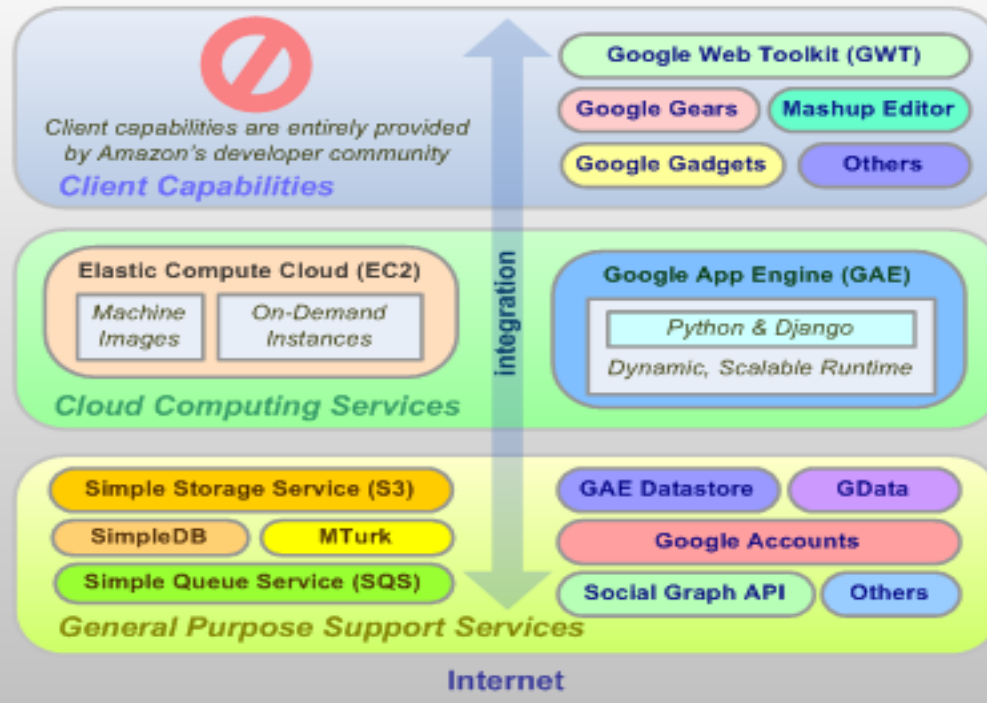 Client capabilities are entirely provided
by Amazon's developer community
Client Capabilities
Google Web Toolkit (GWT)
Google Gears
Mashup Editor
Google Gadgets
Others
integration
Elastic Compute Cloud (EC2)
Machine
Images
On-Demand
Instances
Cloud Computing Services
Google App Engine (GAE)
Python & Django
Dynamic, Scalable Runtime
Simple Storage Service (S3)
SimpleDB
MTurk
Simple Queue Service (SQS)
General Purpose Support Services
GAE Datastore
GData
Google Accounts
Social Graph API
Others
Internet